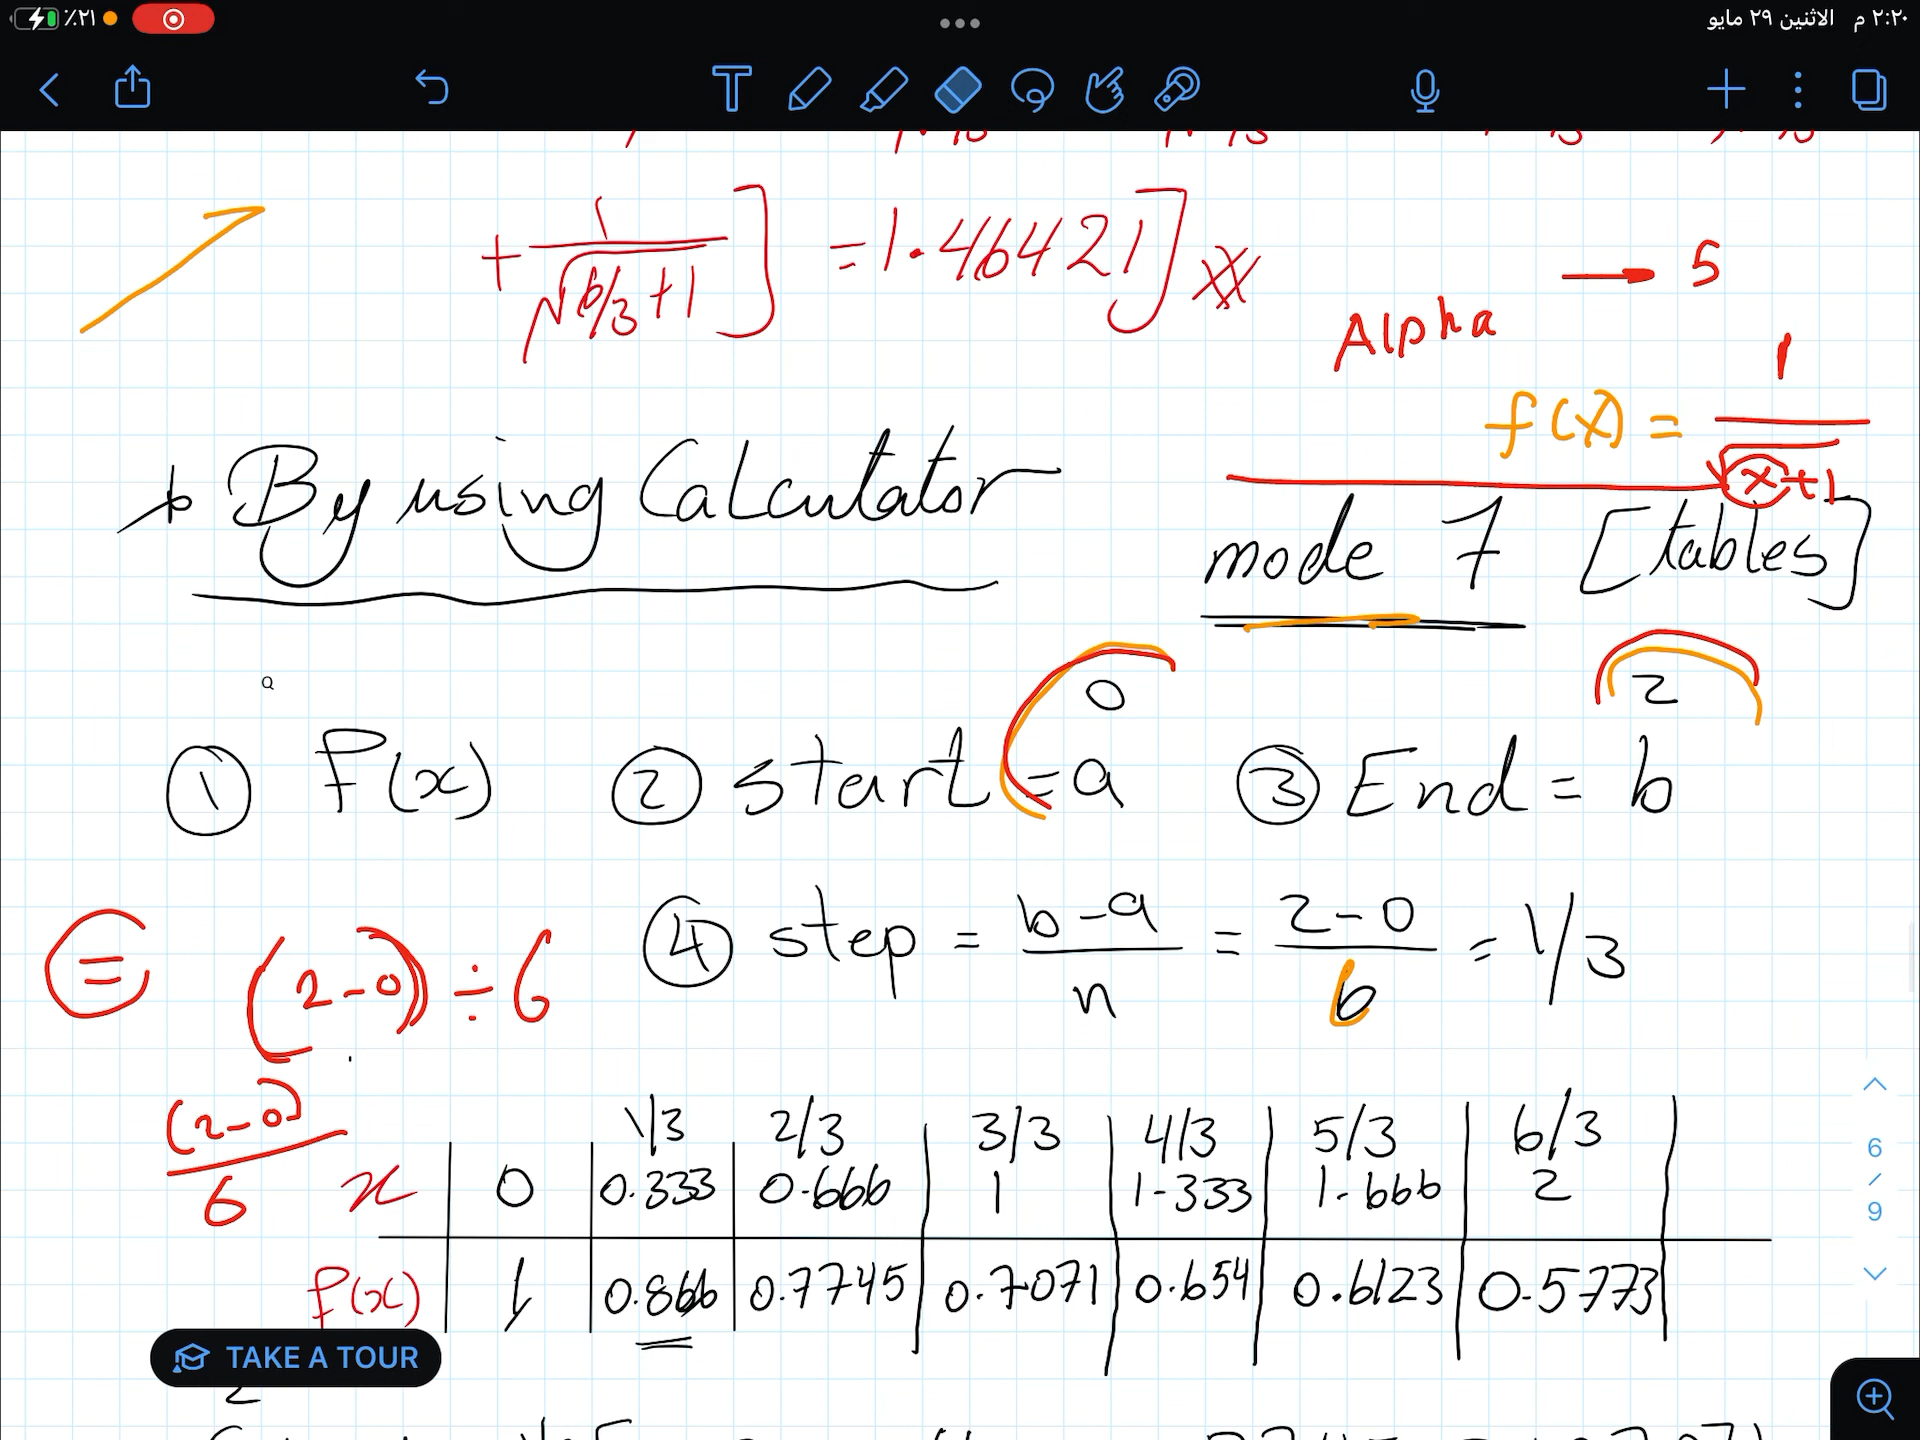 ٪٢١
٢:٢٠ م الاثنين ٢٩ مايو
+ 1/√(6/3+1) ] = 1.46421] → 5
Alpha
f(x) = 1/√(x+1)
* By using Calculator
mode 7 [tables]
a 0 2
① f(x) ② start = a ③ End = b
= (2-0) ÷ 6 ④ step = (b-a)/n = (2-0)/6 = 1/3
(2-0)/6
1/3 2/3 3/3 4/3 5/3 6/3
x 0 0.333 0.666 1 1.333 1.666 2
f(x) 1 0.866 0.7745 0.7071 0.654 0.6123 0.5773
6 / 9
TAKE A TOUR
2